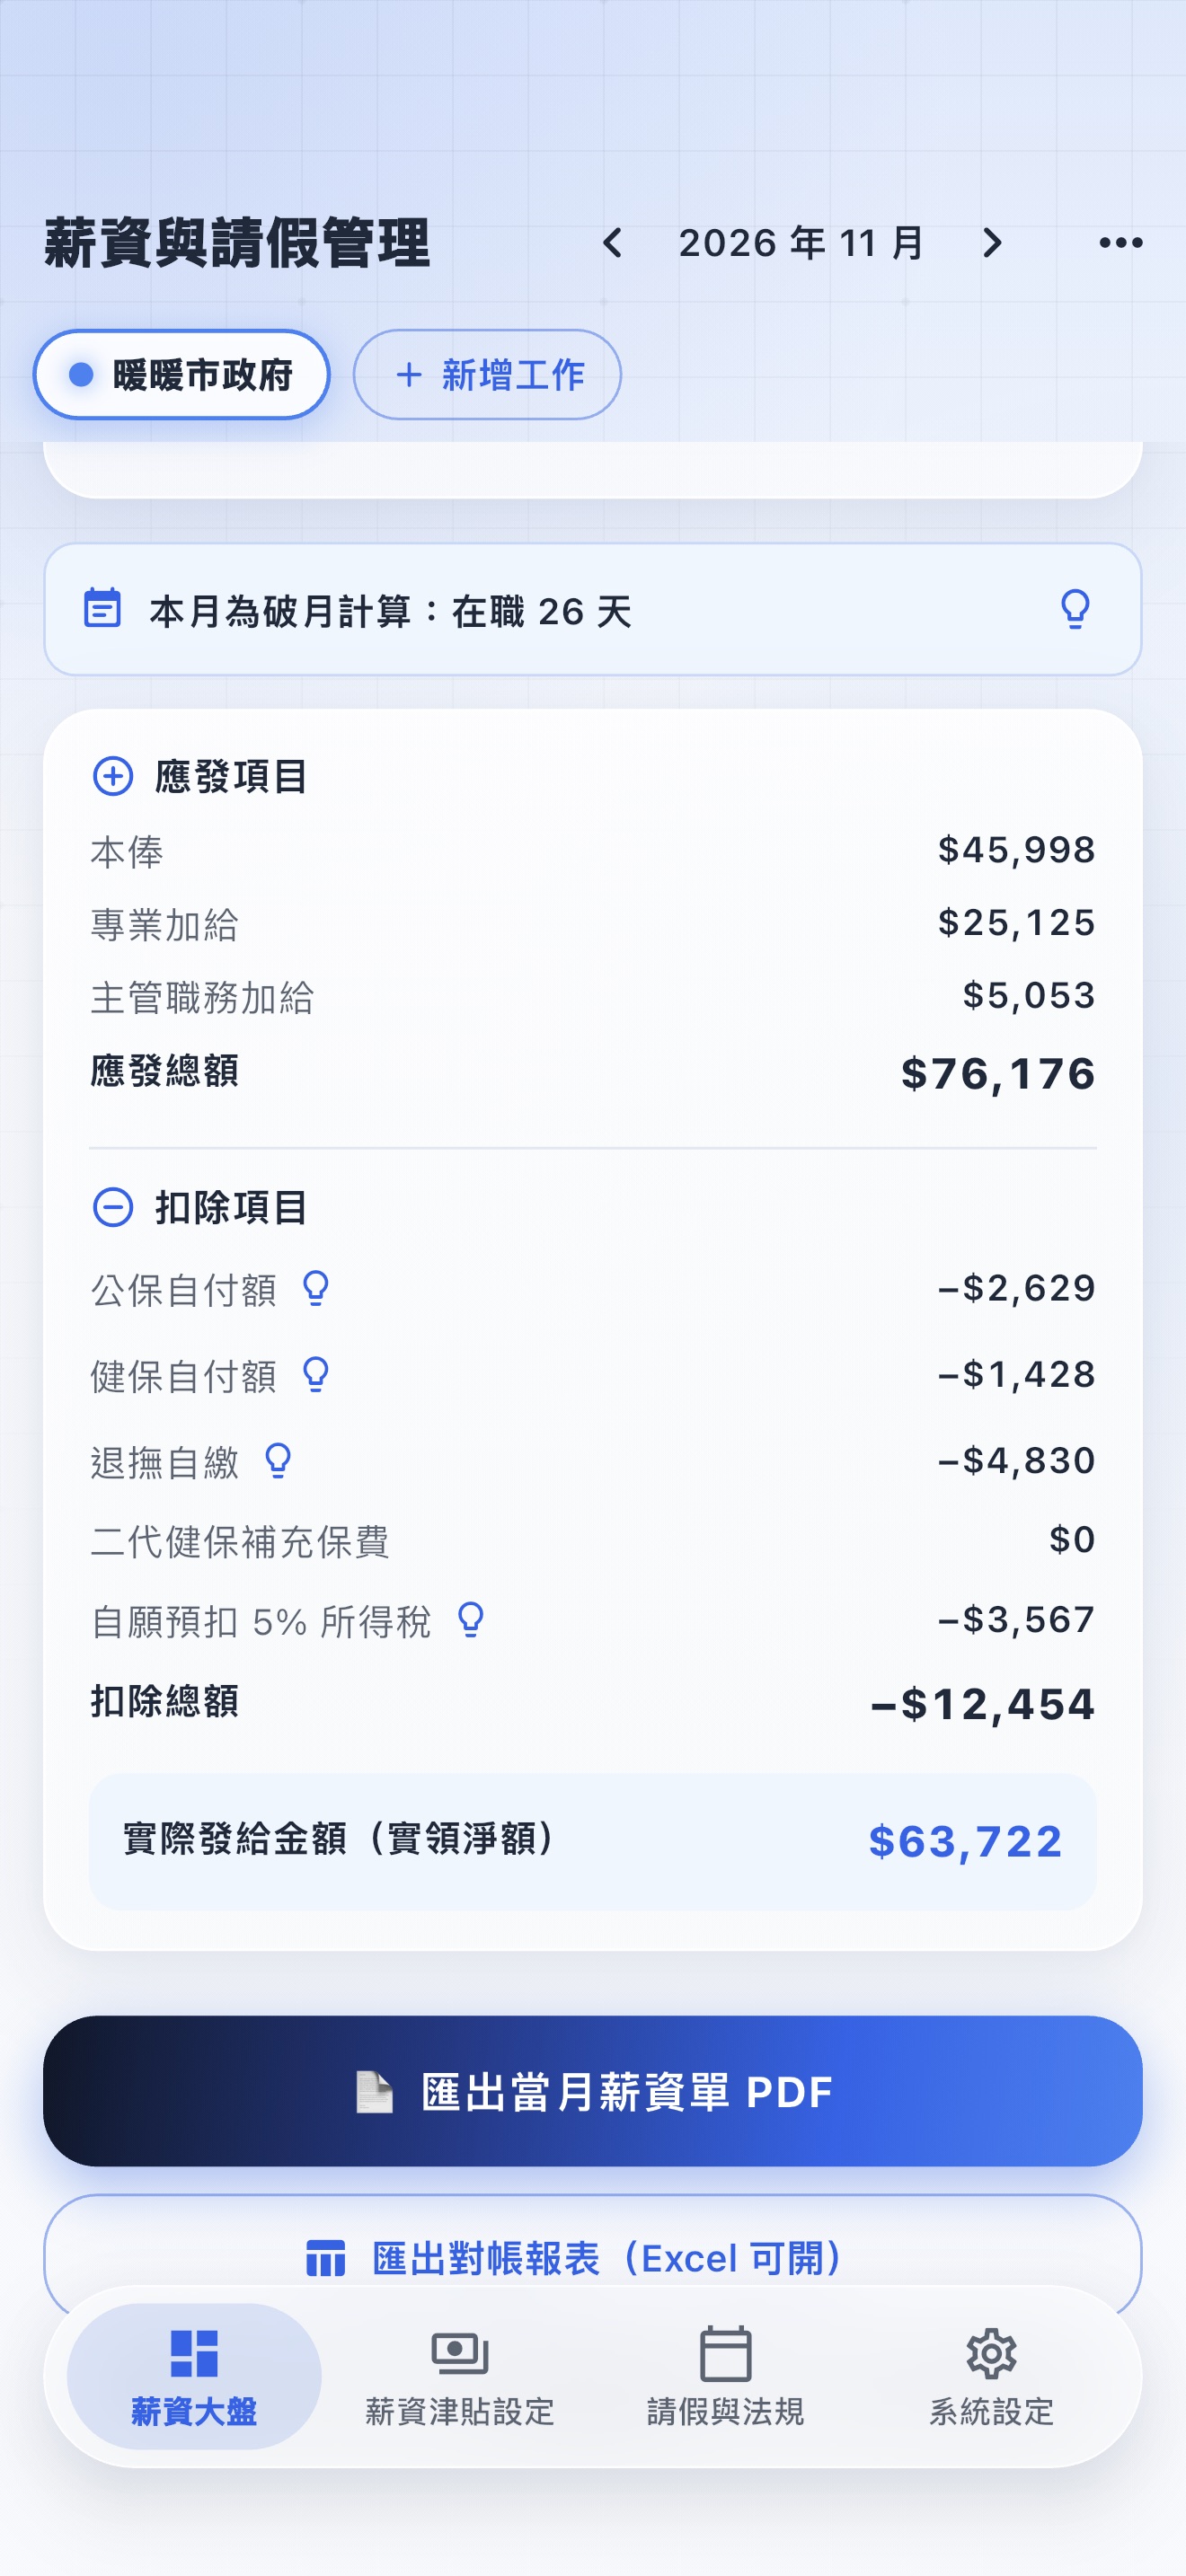 薪資與請假管理
2026 年 11 月
暖暖市政府
+ 新增工作
本月為破月計算：在職 26 天
應發項目
本俸 $45,998
專業加給 $25,125
主管職務加給 $5,053
應發總額 $76,176
扣除項目
公保自付額 −$2,629
健保自付額 −$1,428
退撫自繳 −$4,830
二代健保補充保費 $0
自願預扣 5% 所得稅 −$3,567
扣除總額 −$12,454
實際發給金額（實領淨額） $63,722
匯出當月薪資單 PDF
匯出對帳報表（Excel 可開）
薪資大盤
薪資津貼設定
請假與法規
系統設定